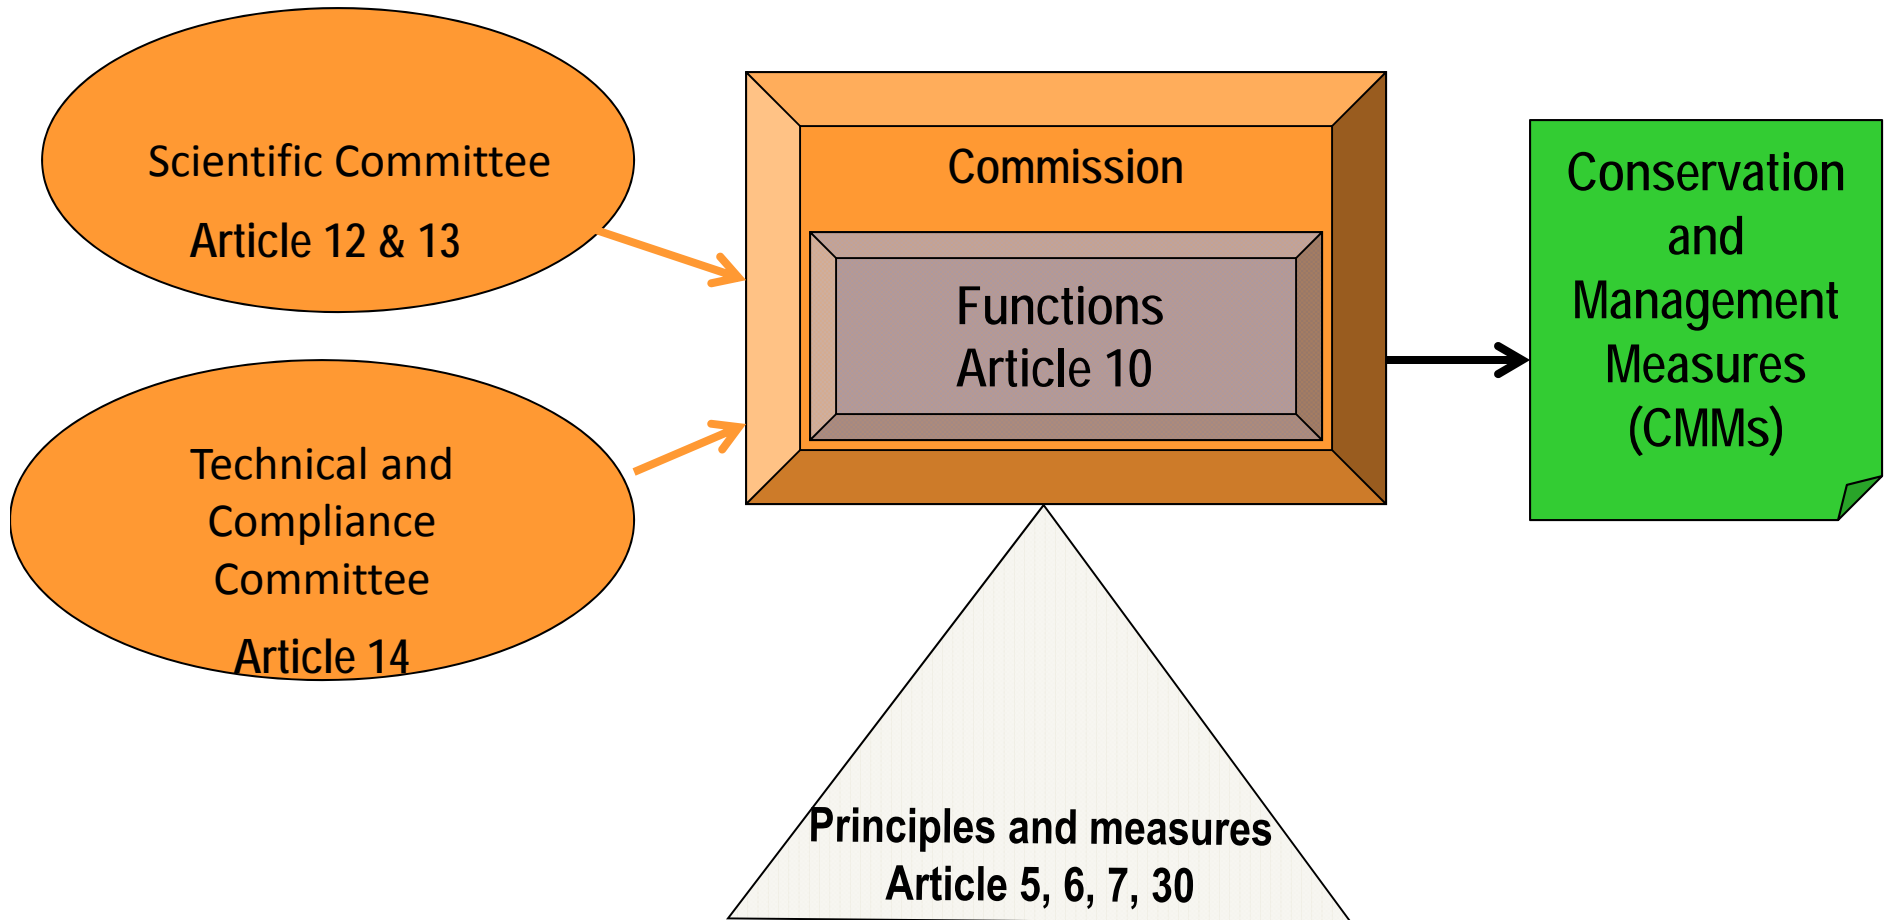 Scientific Committee
Article 12 & 13
Technical and
Compliance
Committee
Article 14
Commission
Functions
Article 10
Principles and measures
Article 5, 6, 7, 30
Conservation
and
Management
Measures
(CMMs)